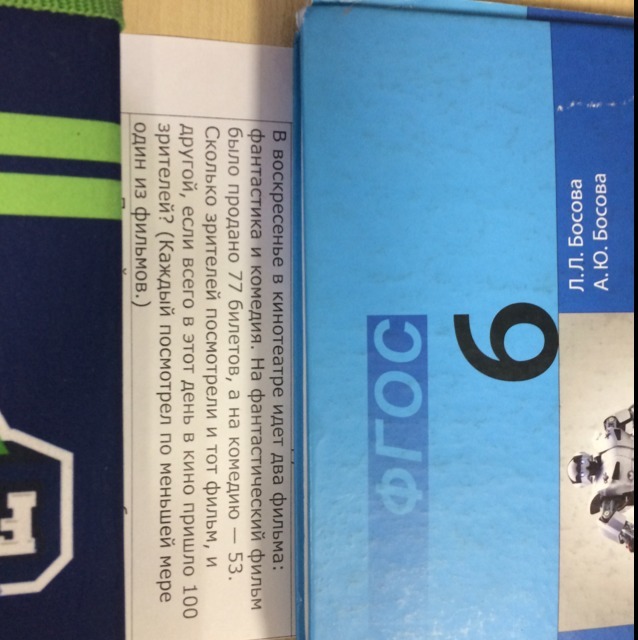 В воскресенье в кинотеатре идет два фильма:
фантастика и комедия. На фантастический фильм
было продано 77 билетов, а на комедию — 53.
Сколько зрителей посмотрели и тот фильм, и
другой, если всего в этот день в кино пришло 100
зрителей? (Каждый посмотрел по меньшей мере
один из фильмов.)
Л.Л. Босова
А.Ю. Босова
6
ФГОС